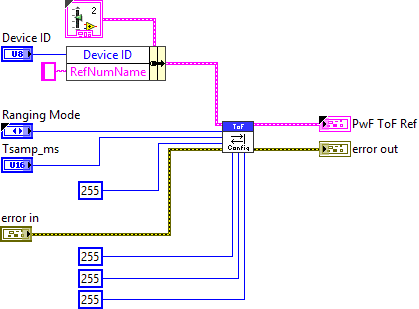 2
Device ID
U8
Device ID
RefNumName
Ranging Mode
ToF
PwF ToF Ref
Tsamp_ms
U16
Config
error out
255
error in
255
255
255